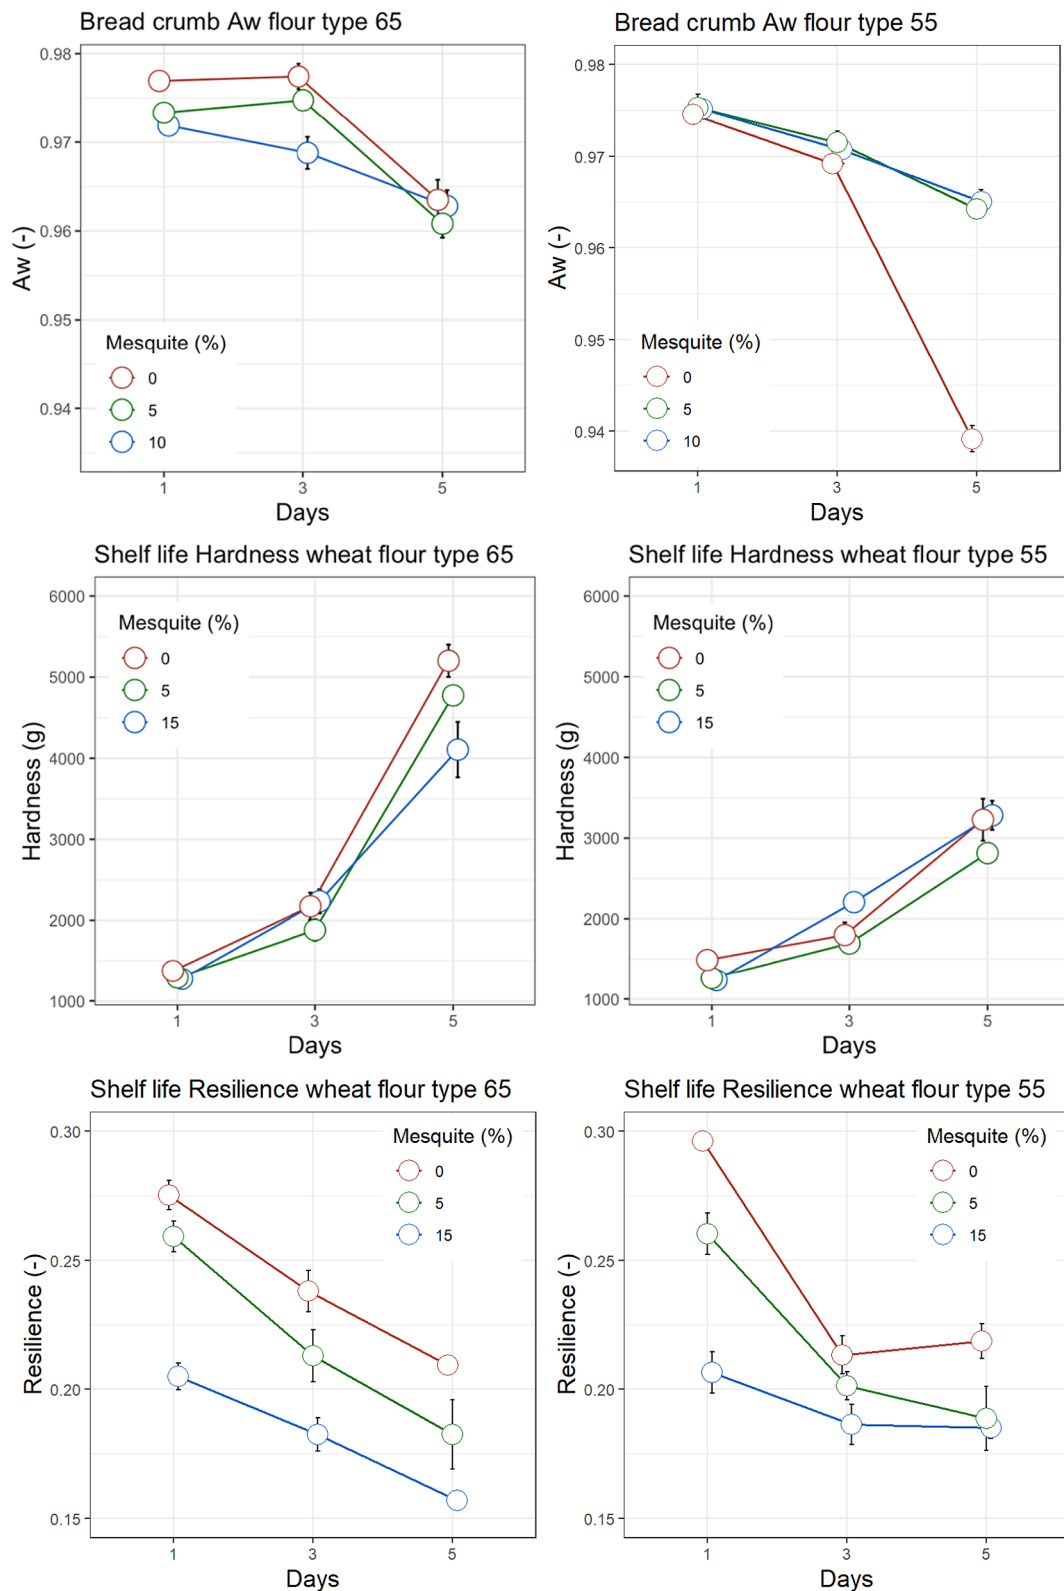 Bread crumb Aw flour type 65
0.98
0.97
0.96
0.95
0.94
Aw (-)
Mesquite (%)
0
5
10
1 3 5
Days
Bread crumb Aw flour type 55
0.98
0.97
0.96
0.95
0.94
Aw (-)
Mesquite (%)
0
5
10
1 3 5
Days
Shelf life Hardness wheat flour type 65
6000
5000
4000
3000
2000
1000
Hardness (g)
Mesquite (%)
0
5
15
1 3 5
Days
Shelf life Hardness wheat flour type 55
6000
5000
4000
3000
2000
1000
Hardness (g)
Mesquite (%)
0
5
15
1 3 5
Days
Shelf life Resilience wheat flour type 65
0.30
0.25
0.20
0.15
Resilience (-)
Mesquite (%)
0
5
15
1 3 5
Days
Shelf life Resilience wheat flour type 55
0.30
0.25
0.20
0.15
Resilience (-)
Mesquite (%)
0
5
15
1 3 5
Days